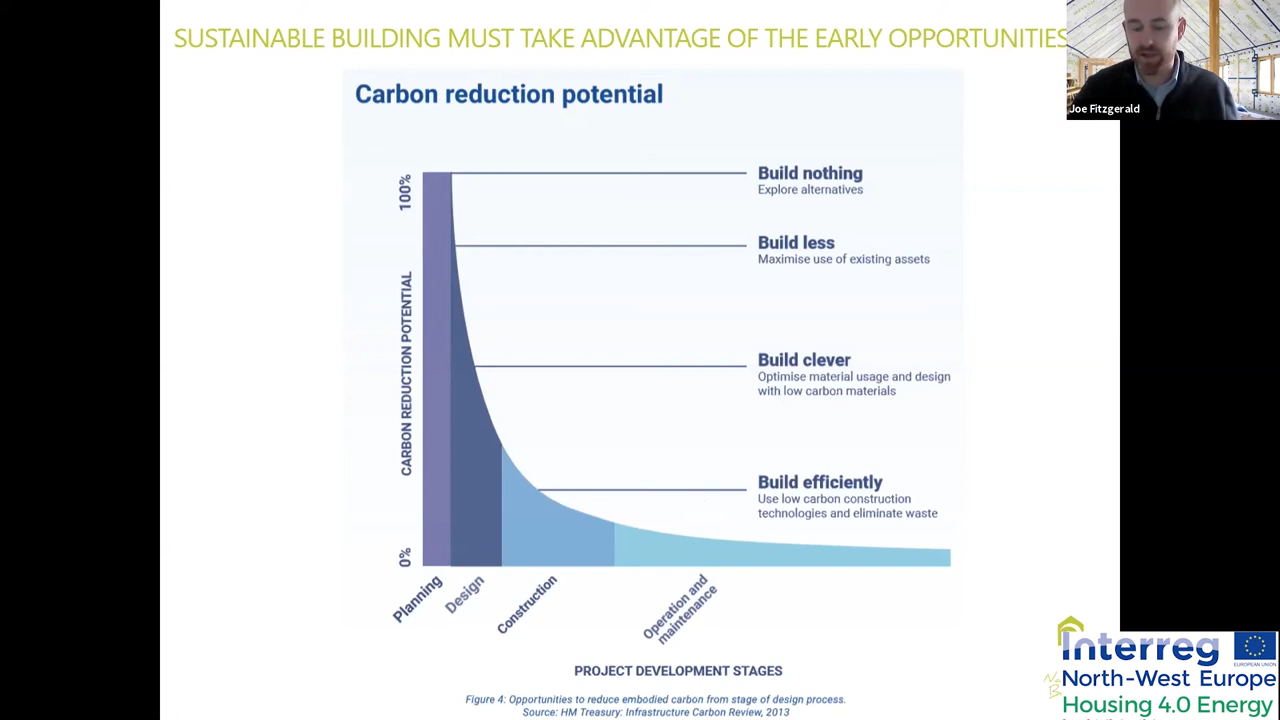 SUSTAINABLE BUILDING MUST TAKE ADVANTAGE OF THE EARLY OPPORTUNITIES
Joe Fitzgerald
Carbon reduction potential
100%
CARBON REDUCTION POTENTIAL
0%
Build nothing
Explore alternatives
Build less
Maximise use of existing assets
Build clever
Optimise material usage and design
with low carbon materials
Build efficiently
Use low carbon construction
technologies and eliminate waste
Planning
Design
Construction
Operation and
maintenance
PROJECT DEVELOPMENT STAGES
Figure 4: Opportunities to reduce embodied carbon from stage of design process.
Source: HM Treasury: Infrastructure Carbon Review, 2013
Interreg
EUROPEAN UNION
North-West Europe
Housing 4.0 Energy